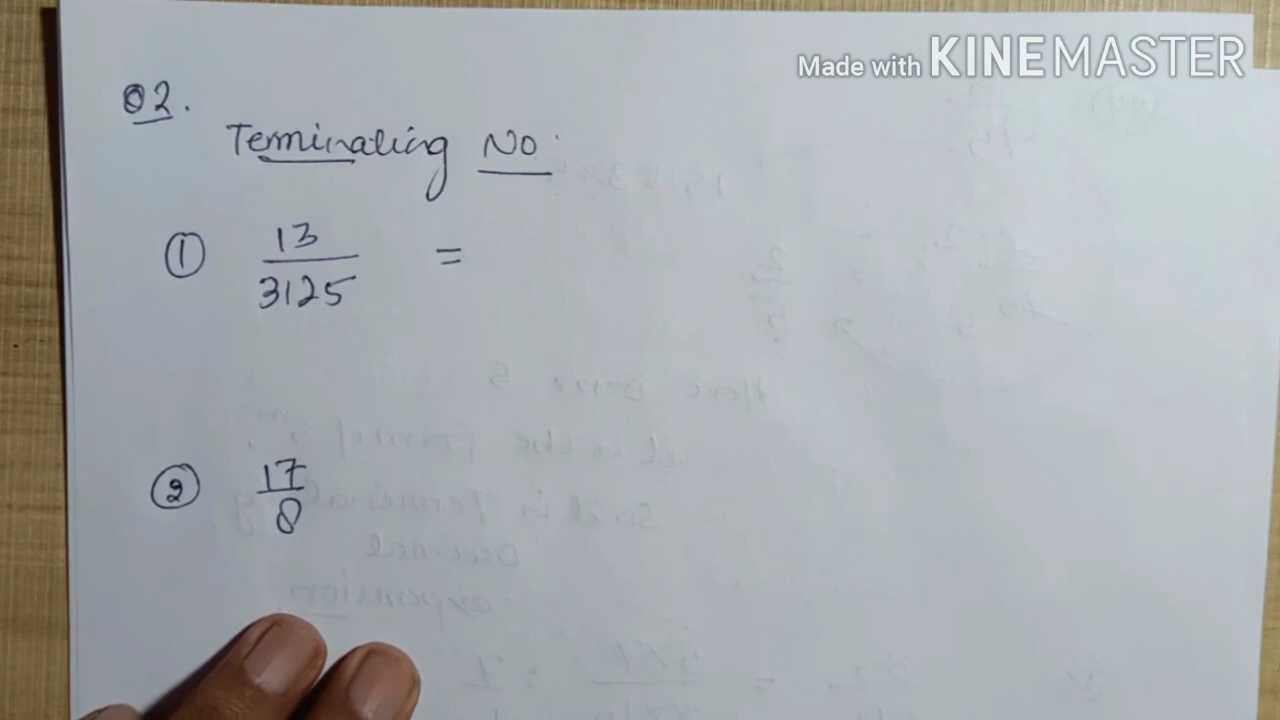 Made with KINEMASTER
Q2.
Terminating No.
① 13/3125 =
② 17/8